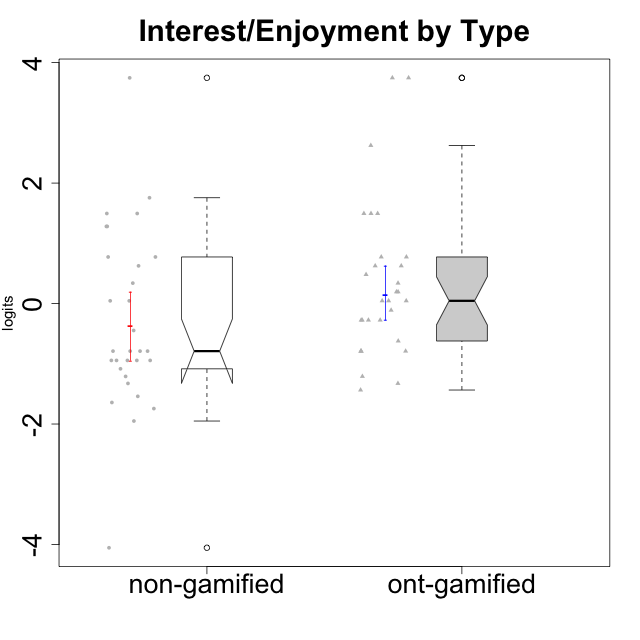 Interest/Enjoyment by Type
4
2
0
-2
-4
logits
non-gamified
ont-gamified